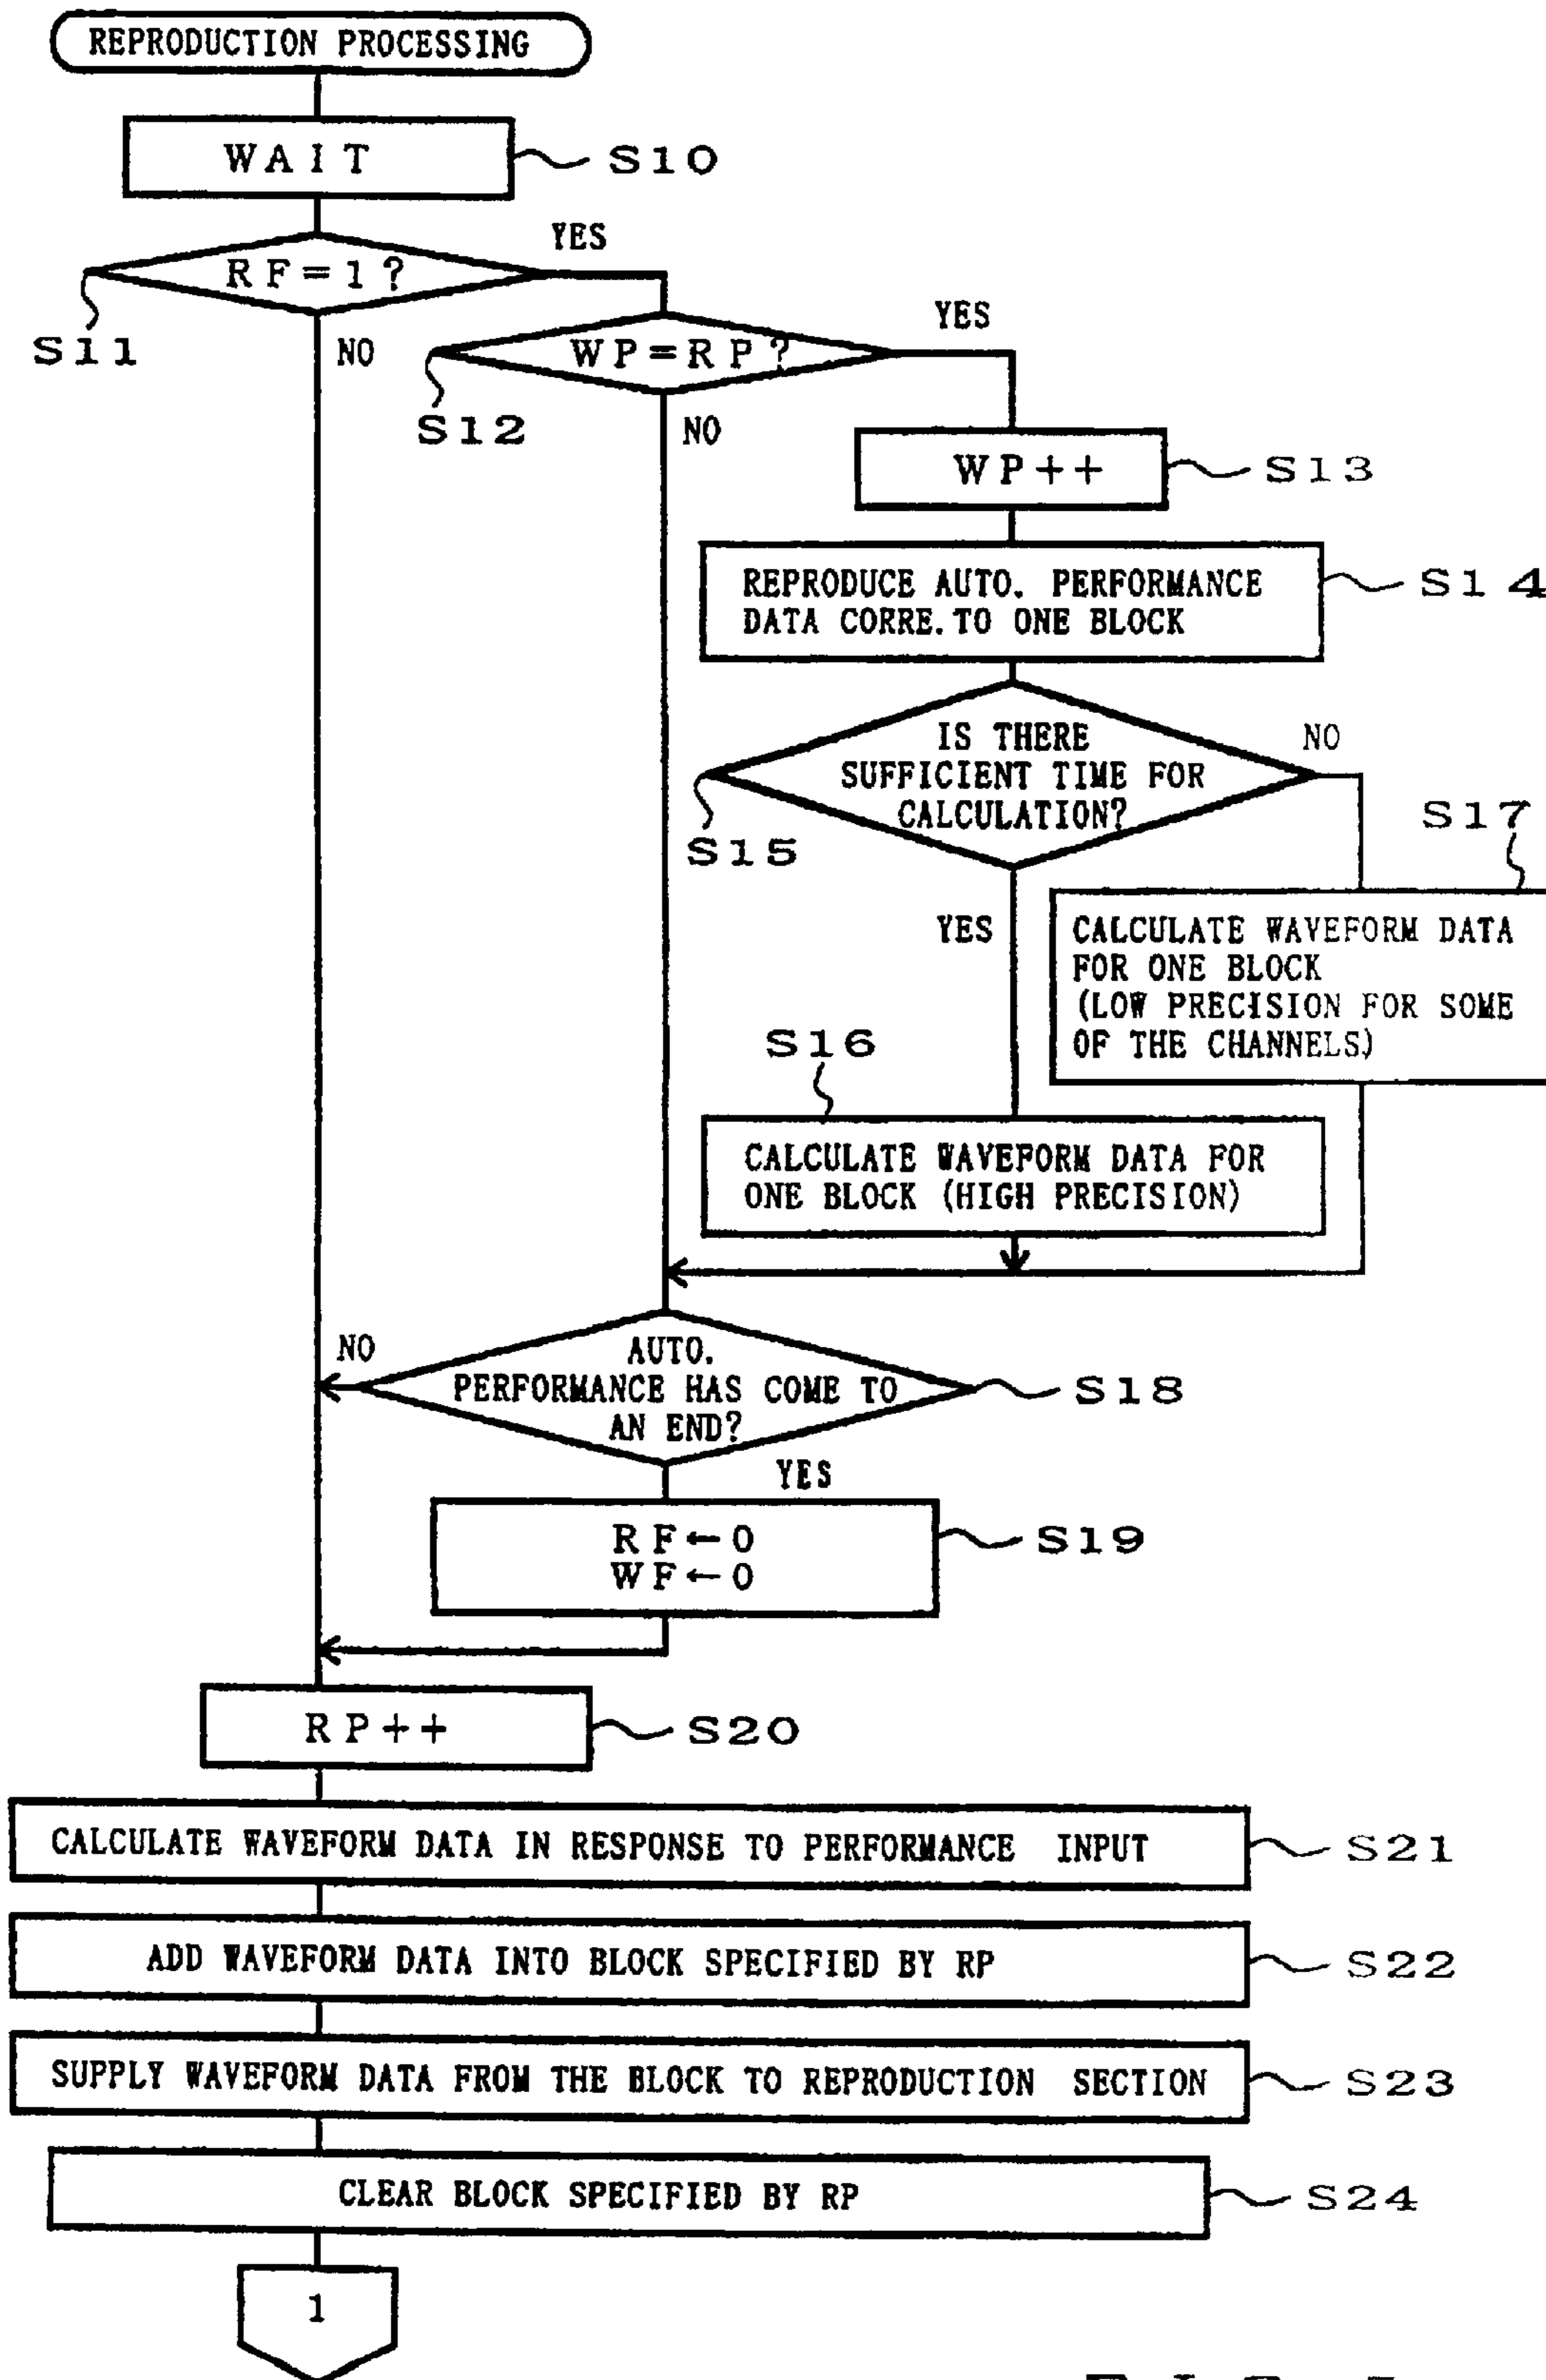 REPRODUCTION PROCESSING
WAIT
S10
YES
RF=1?
S11
NO
YES
WP=RP?
S12
NO
WP++
S13
REPRODUCE AUTO. PERFORMANCE
DATA CORRE. TO ONE BLOCK
S14
IS THERE
SUFFICIENT TIME FOR
CALCULATION?
NO
S15
S17
YES
CALCULATE WAVEFORM DATA
FOR ONE BLOCK
(LOW PRECISION FOR SOME
OF THE CHANNELS)
S16
CALCULATE WAVEFORM DATA FOR
ONE BLOCK (HIGH PRECISION)
NO
AUTO.
PERFORMANCE HAS COME TO
AN END?
S18
YES
RF←0
WF←0
S19
RP++
S20
CALCULATE WAVEFORM DATA IN RESPONSE TO PERFORMANCE INPUT
S21
ADD WAVEFORM DATA INTO BLOCK SPECIFIED BY RP
S22
SUPPLY WAVEFORM DATA FROM THE BLOCK TO REPRODUCTION SECTION
S23
CLEAR BLOCK SPECIFIED BY RP
S24
1